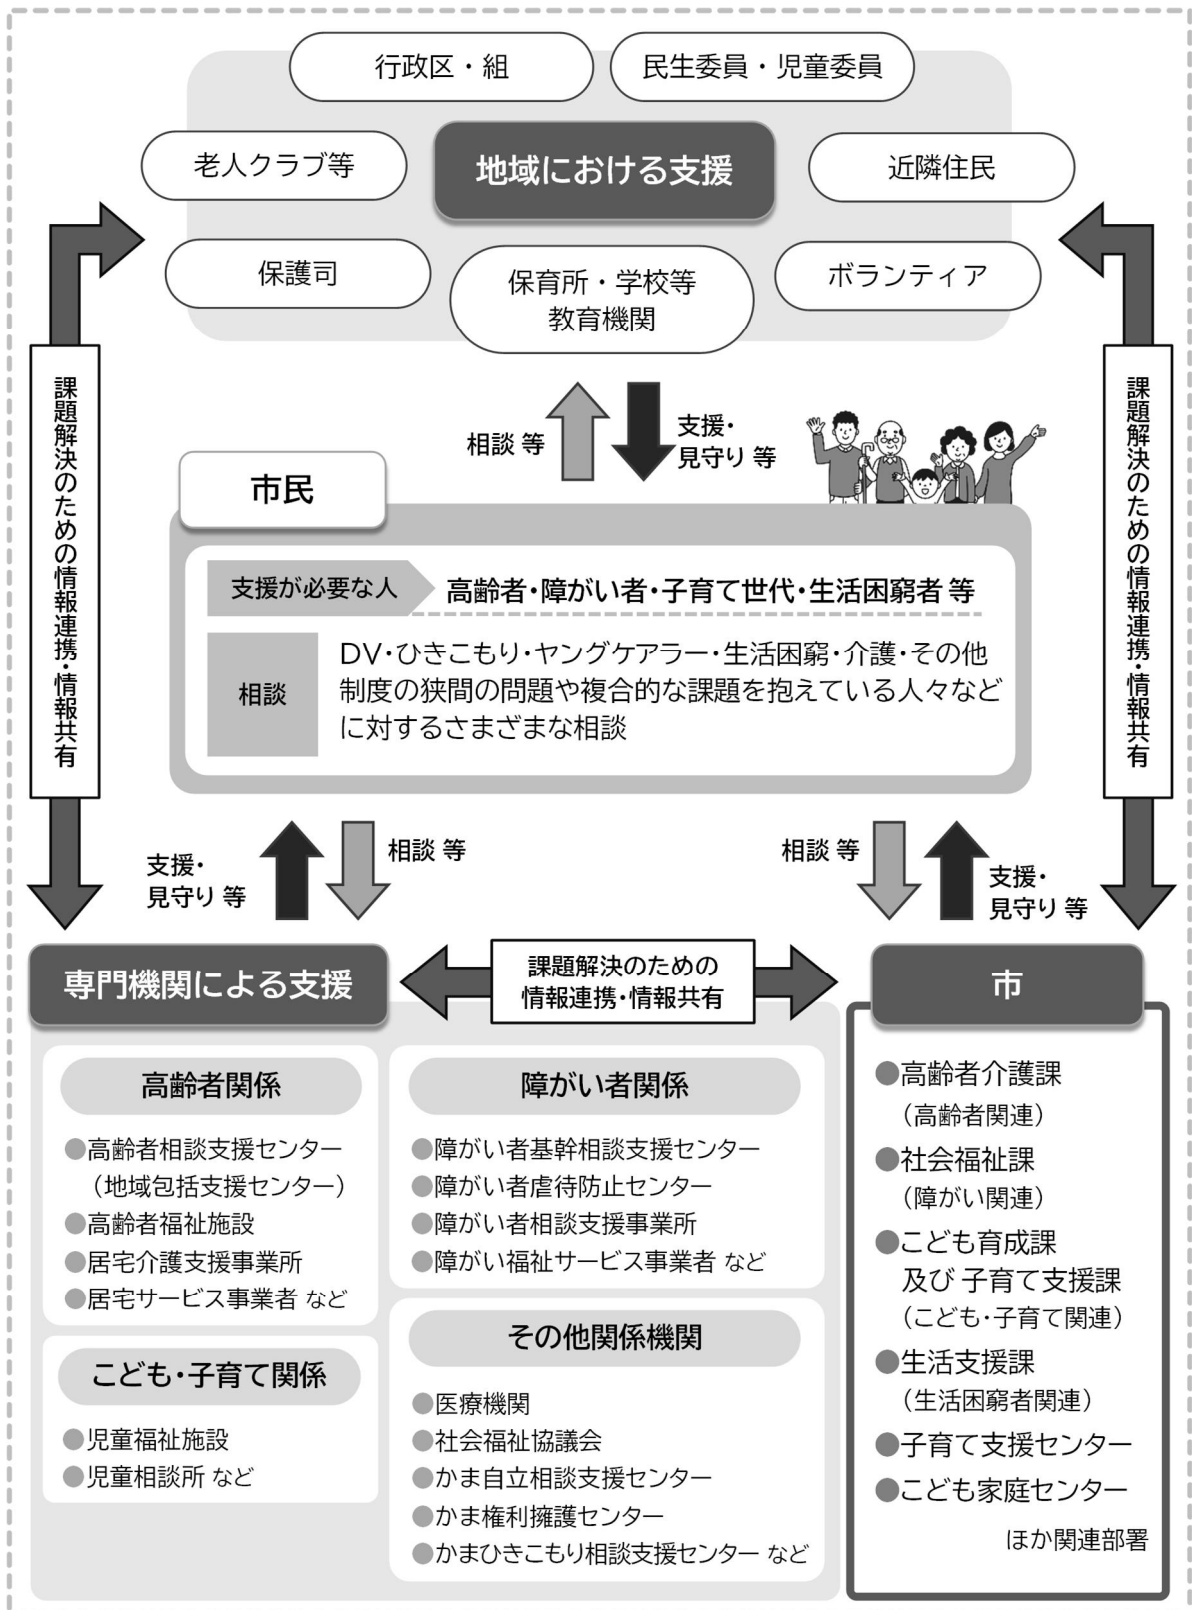 行政区・組
民生委員・児童委員
老人クラブ等
地域における支援
近隣住民
保護司
保育所・学校等
教育機関
ボランティア
課題解決のための情報連携・情報共有
課題解決のための情報連携・情報共有
相談 等
支援・
見守り 等
市民
支援が必要な人
高齢者・障がい者・子育て世代・生活困窮者 等
相談
DV・ひきこもり・ヤングケアラー・生活困窮・介護・その他
制度の狭間の問題や複合的な課題を抱えている人々など
に対するさまざまな相談
支援・
見守り 等
相談 等
相談 等
支援・
見守り 等
専門機関による支援
課題解決のための
情報連携・情報共有
市
高齢者関係
●高齢者相談支援センター
（地域包括支援センター）
●高齢者福祉施設
●居宅介護支援事業所
●居宅サービス事業者 など
障がい者関係
●障がい者基幹相談支援センター
●障がい者虐待防止センター
●障がい者相談支援事業所
●障がい福祉サービス事業者 など
こども・子育て関係
●児童福祉施設
●児童相談所 など
その他関係機関
●医療機関
●社会福祉協議会
●かま自立相談支援センター
●かま権利擁護センター
●かまひきこもり相談支援センター など
●高齢者介護課
（高齢者関連）
●社会福祉課
（障がい関連）
●こども育成課
及び 子育て支援課
（こども・子育て関連）
●生活支援課
（生活困窮者関連）
●子育て支援センター
●こども家庭センター
ほか関連部署